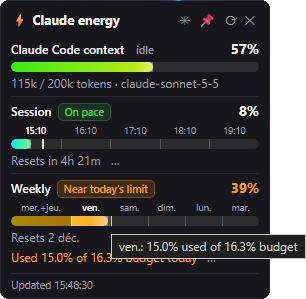 Claude energy
Claude Code context idle 57%
115k / 200k tokens · claude-sonnet-5-5
Session On pace 8%
15:10 16:10 17:10 18:10 19:10
Resets in 4h 21m ...
Weekly Near today's limit 39%
mer.+jeu. ven. sam. dim. lun. mar.
ven.: 15.0% used of 16.3% budget
Resets 2 déc.
Used 15.0% of 16.3% budget today ...
Updated 15:48:30